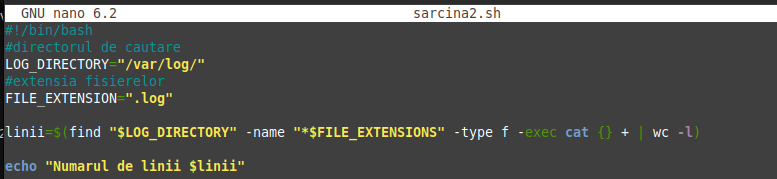 GNU nano 6.2 sarcina2.sh
#!/bin/bash
#directorul de cautare
LOG_DIRECTORY="/var/log/"
#extensia fisierelor
FILE_EXTENSION=".log"
linii=$(find "$LOG_DIRECTORY" -name "*$FILE_EXTENSIONS" -type f -exec cat {} + | wc -l)
echo "Numarul de linii $linii"